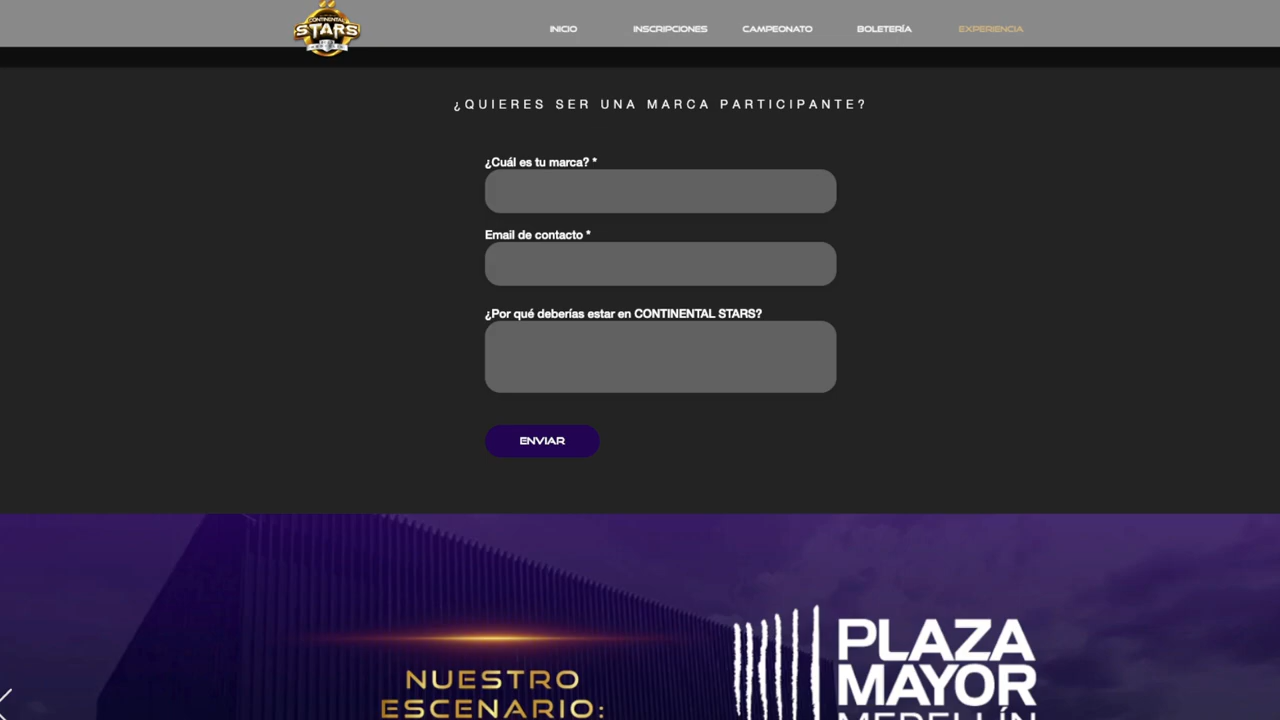 CONTINENTAL
STARS
INICIO
INSCRIPCIONES
CAMPEONATO
BOLETERÍA
EXPERIENCIA
¿QUIERES SER UNA MARCA PARTICIPANTE?
¿Cuál es tu marca? *
Email de contacto *
¿Por qué deberías estar en CONTINENTAL STARS?
ENVIAR
NUESTRO
ESCENARIO:
PLAZA
MAYOR
MEDELLÍN